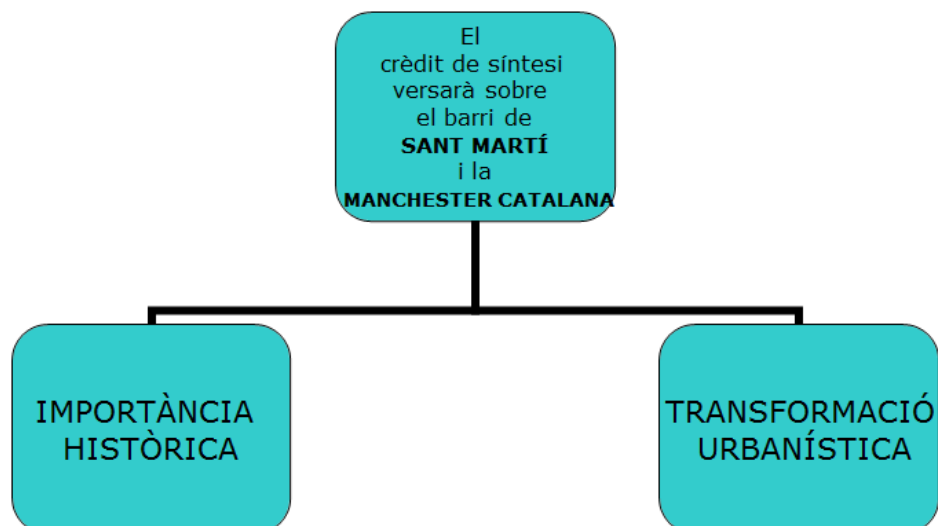 El
crèdit de síntesi
versarà sobre
el barri de
SANT MARTÍ
i la
MANCHESTER CATALANA
IMPORTÀNCIA
HISTÒRICA
TRANSFORMACIÓ
URBANÍSTICA